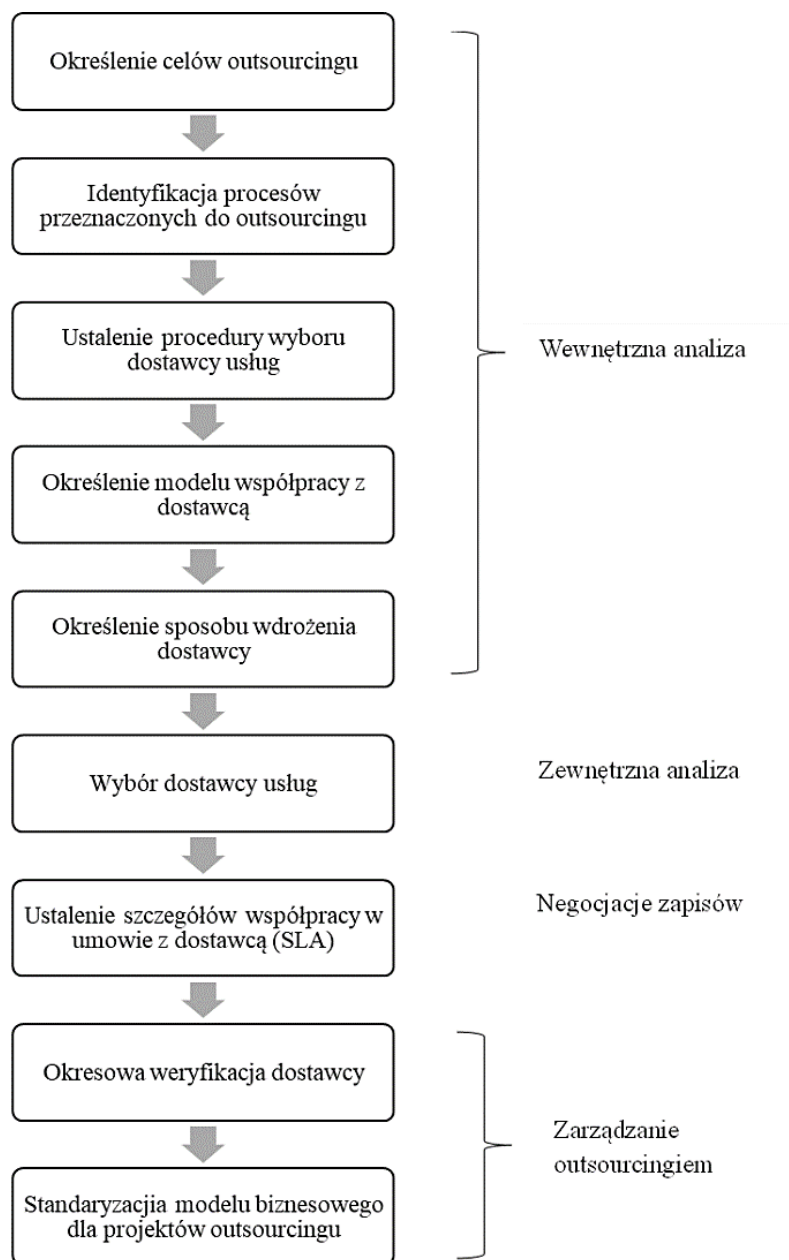 Określenie celów outsourcingu
Identyfikacja procesów
przeznaczonych do outsourcingu
Ustalenie procedury wyboru
dostawcy usług
Wewnętrzna analiza
Określenie modelu współpracy z
dostawcą
Określenie sposobu wdrożenia
dostawcy
Wybór dostawcy usług
Zewnętrzna analiza
Ustalenie szczegółów współpracy w
umowie z dostawcą (SLA)
Negocjacje zapisów
Okresowa weryfikacja dostawcy
Standaryzacjia modelu biznesowego
dla projektów outsourcingu
Zarządzanie
outsourcingiem